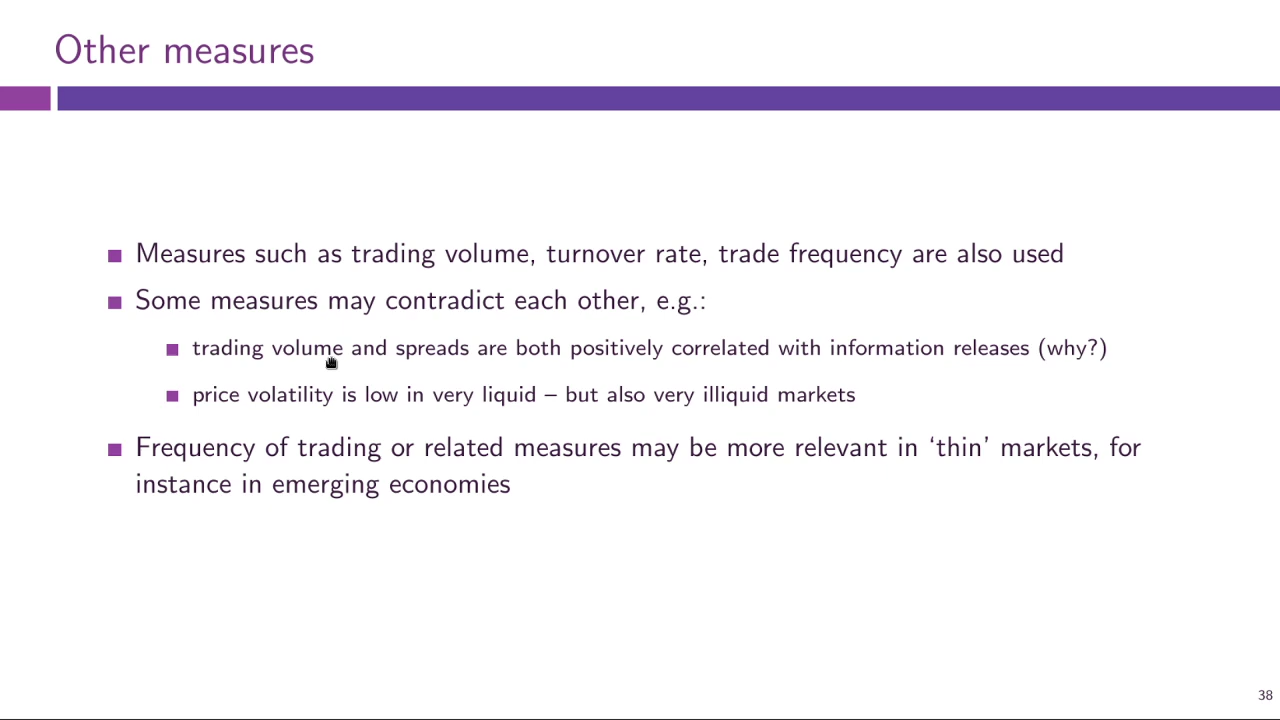 Other measures
Measures such as trading volume, turnover rate, trade frequency are also used
Some measures may contradict each other, e.g.:
trading volume and spreads are both positively correlated with information releases (why?)
price volatility is low in very liquid – but also very illiquid markets
Frequency of trading or related measures may be more relevant in ‘thin’ markets, for
instance in emerging economies
38